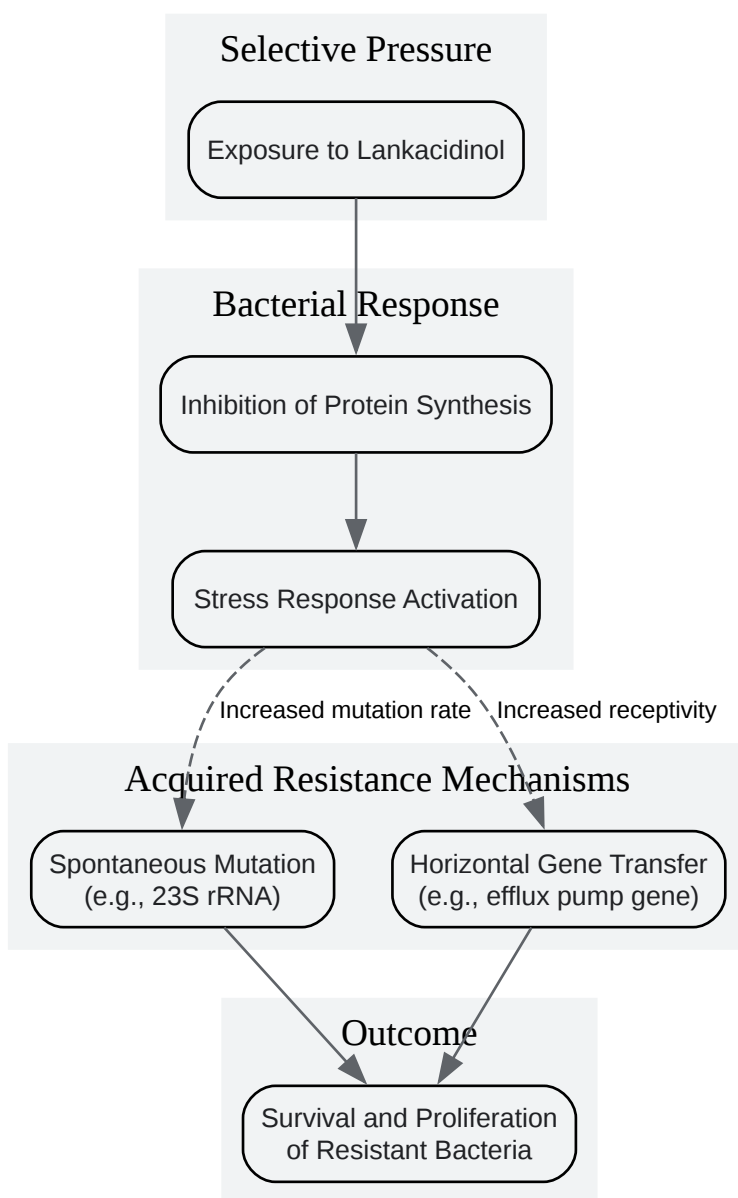 Selective Pressure
Exposure to Lankacidinol
Bacterial Response
Inhibition of Protein Synthesis
Stress Response Activation
Increased mutation rate
Increased receptivity
Acquired Resistance Mechanisms
Spontaneous Mutation
(e.g., 23S rRNA)
Horizontal Gene Transfer
(e.g., efflux pump gene)
Outcome
Survival and Proliferation
of Resistant Bacteria